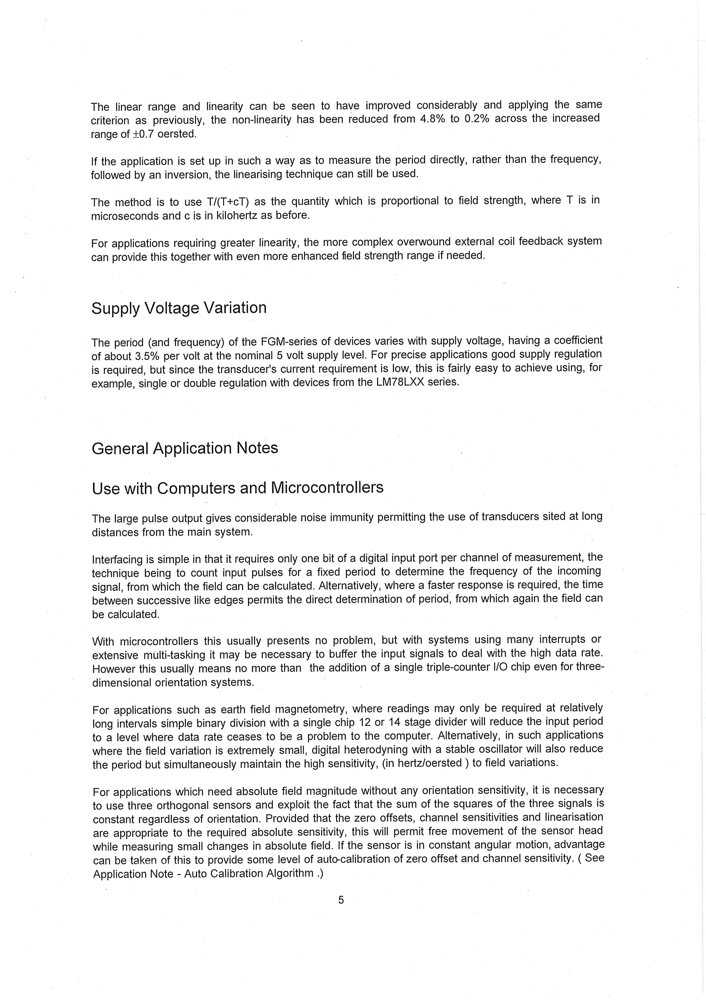 The linear range and linearity can be seen to have improved considerably and applying the same
criterion as previously, the non-linearity has been reduced from 4.8% to 0.2% across the increased
range of ±0.7 oersted.
If the application is set up in such a way as to measure the period directly, rather than the frequency,
followed by an inversion, the linearising technique can still be used.
The method is to use T/(T+cT) as the quantity which is proportional to field strength, where T is in
microseconds and c is in kilohertz as before.
For applications requiring greater linearity, the more complex overwound external coil feedback system
can provide this together with even more enhanced field strength range if needed.
Supply Voltage Variation
The period (and frequency) of the FGM-series of devices varies with supply voltage, having a coefficient
of about 3.5% per volt at the nominal 5 volt supply level. For precise applications good supply regulation
is required, but since the transducer's current requirement is low, this is fairly easy to achieve using, for
example, single or double regulation with devices from the LM78LXX series.
General Application Notes
Use with Computers and Microcontrollers
The large pulse output gives considerable noise immunity permitting the use of transducers sited at long
distances from the main system.
Interfacing is simple in that it requires only one bit of a digital input port per channel of measurement, the
technique being to count input pulses for a fixed period to determine the frequency of the incoming
signal, from which the field can be calculated. Alternatively, where a faster response is required, the time
between successive like edges permits the direct determination of period, from which again the field can
be calculated.
With microcontrollers this usually presents no problem, but with systems using many interrupts or
extensive multi-tasking it may be necessary to buffer the input signals to deal with the high data rate.
However this usually means no more than the addition of a single triple-counter I/O chip even for three-
dimensional orientation systems.
For applications such as earth field magnetometry, where readings may only be required at relatively
long intervals simple binary division with a single chip 12 or 14 stage divider will reduce the input period
to a level where data rate ceases to be a problem to the computer. Alternatively, in such applications
where the field variation is extremely small, digital heterodyning with a stable oscillator will also reduce
the period but simultaneously maintain the high sensitivity, (in hertz/oersted ) to field variations.
For applications which need absolute field magnitude without any orientation sensitivity, it is necessary
to use three orthogonal sensors and exploit the fact that the sum of the squares of the three signals is
constant regardless of orientation. Provided that the zero offsets, channel sensitivities and linearisation
are appropriate to the required absolute sensitivity, this will permit free movement of the sensor head
while measuring small changes in absolute field. If the sensor is in constant angular motion, advantage
can be taken of this to provide some level of auto-calibration of zero offset and channel sensitivity. ( See
Application Note - Auto Calibration Algorithm .)
5